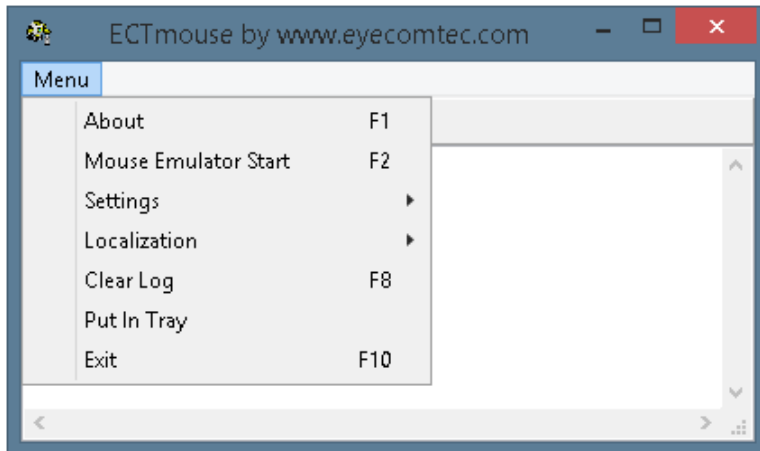 ECTmouse by www.eyecomtec.com
Menu
About F1
Mouse Emulator Start F2
Settings
Localization
Clear Log F8
Put In Tray
Exit F10